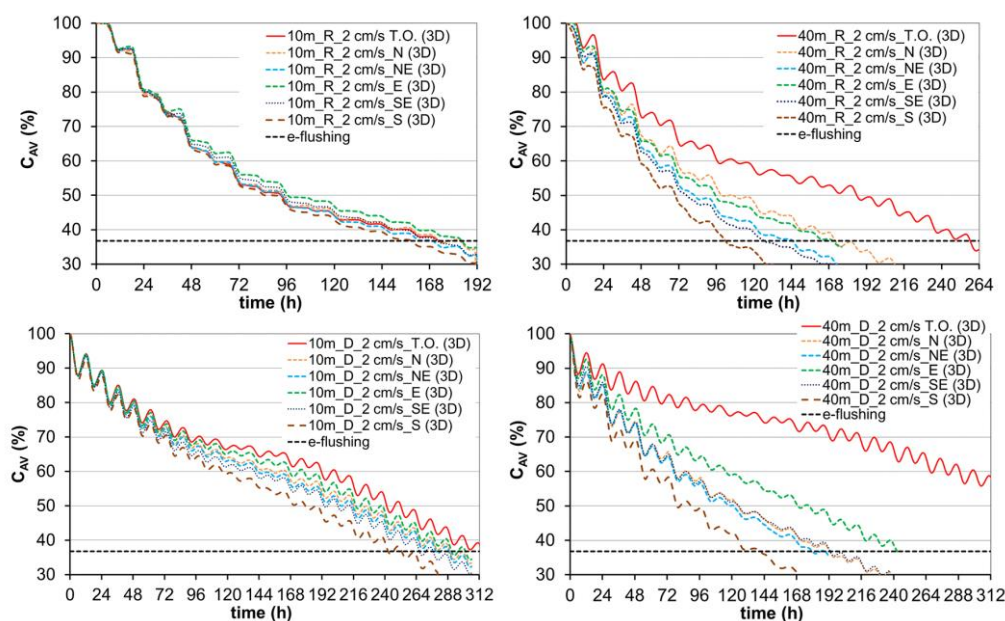 C_AV (%)
100
90
80
70
60
50
40
30
10m_R_2 cm/s T.O. (3D)
10m_R_2 cm/s_N (3D)
10m_R_2 cm/s_NE (3D)
10m_R_2 cm/s_E (3D)
10m_R_2 cm/s_SE (3D)
10m_R_2 cm/s_S (3D)
e-flushing
0 24 48 72 96 120 144 168 192
time (h)
C_AV (%)
100
90
80
70
60
50
40
30
40m_R_2 cm/s_T.O. (3D)
40m_R_2 cm/s_N (3D)
40m_R_2 cm/s_NE (3D)
40m_R_2 cm/s_E (3D)
40m_R_2 cm/s_SE (3D)
40m_R_2 cm/s_S (3D)
e-flushing
0 24 48 72 96 120 144 168 192 216 240 264
time (h)
C_AV (%)
100
90
80
70
60
50
40
30
10m_D_2 cm/s_T.O. (3D)
10m_D_2 cm/s_N (3D)
10m_D_2 cm/s_NE (3D)
10m_D_2 cm/s_E (3D)
10m_D_2 cm/s_SE (3D)
10m_D_2 cm/s_S (3D)
e-flushing
0 24 48 72 96 120 144 168 192 216 240 264 288 312
time (h)
C_AV (%)
100
90
80
70
60
50
40
30
40m_D_2 cm/s_T.O. (3D)
40m_D_2 cm/s_N (3D)
40m_D_2 cm/s_NE (3D)
40m_D_2 cm/s_E (3D)
40m_D_2 cm/s_SE (3D)
40m_D_2 cm/s_S (3D)
e-flushing
0 24 48 72 96 120 144 168 192 216 240 264 288 312
time (h)